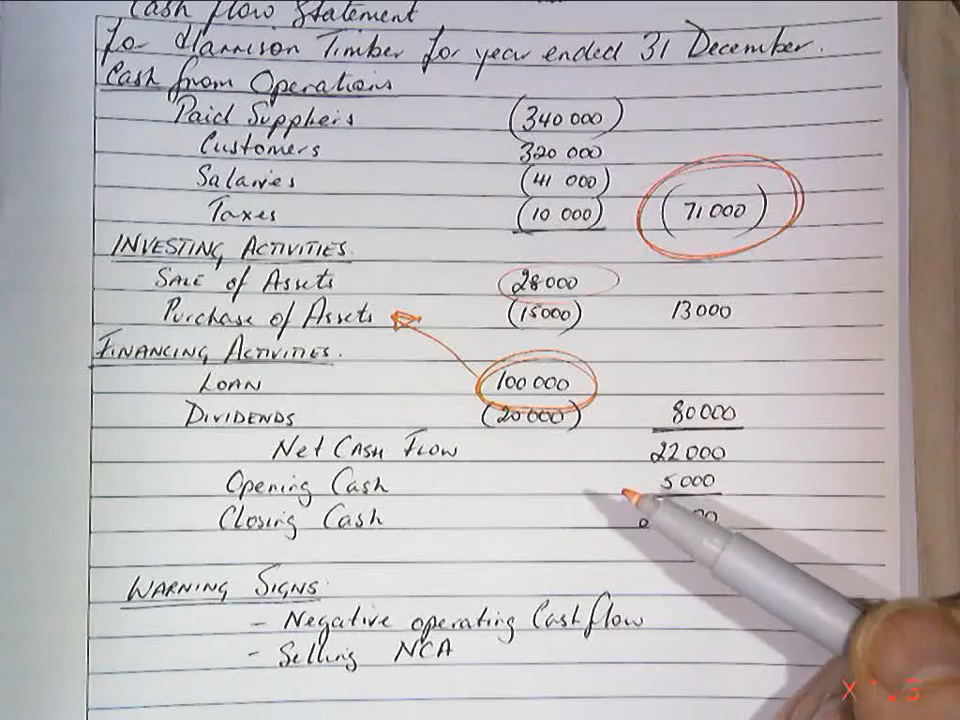 Cash Flow Statement
for Harrison Timber for year ended 31 December.
Cash from Operations
Paid Suppliers (340 000)
Customers 320 000
Salaries (41 000)
Taxes (10 000) (71 000)
INVESTING ACTIVITIES.
SALE of Assets 28000
Purchase of Assets (15000) 13000
FINANCING ACTIVITIES.
LOAN 100 000
DIVIDENDS (20 000) 80000
NET CASH FLOW 22000
Opening Cash 5000
Closing Cash
WARNING SIGNS.
- Negative operating Cash flow
- Selling NCA
X 1.3